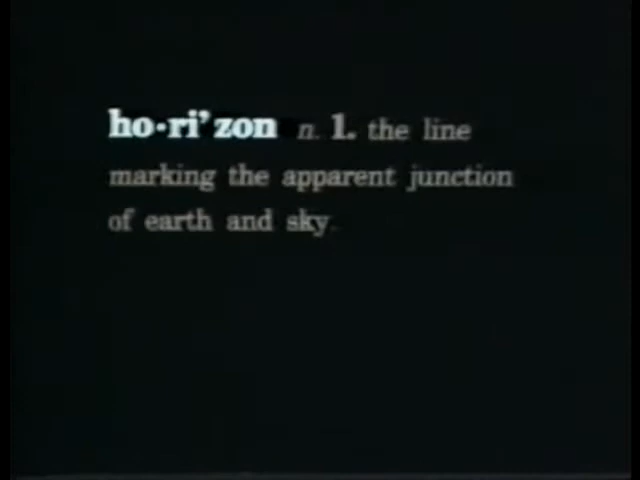 ho·ri’zon n. 1. the line
marking the apparent junction
of earth and sky.